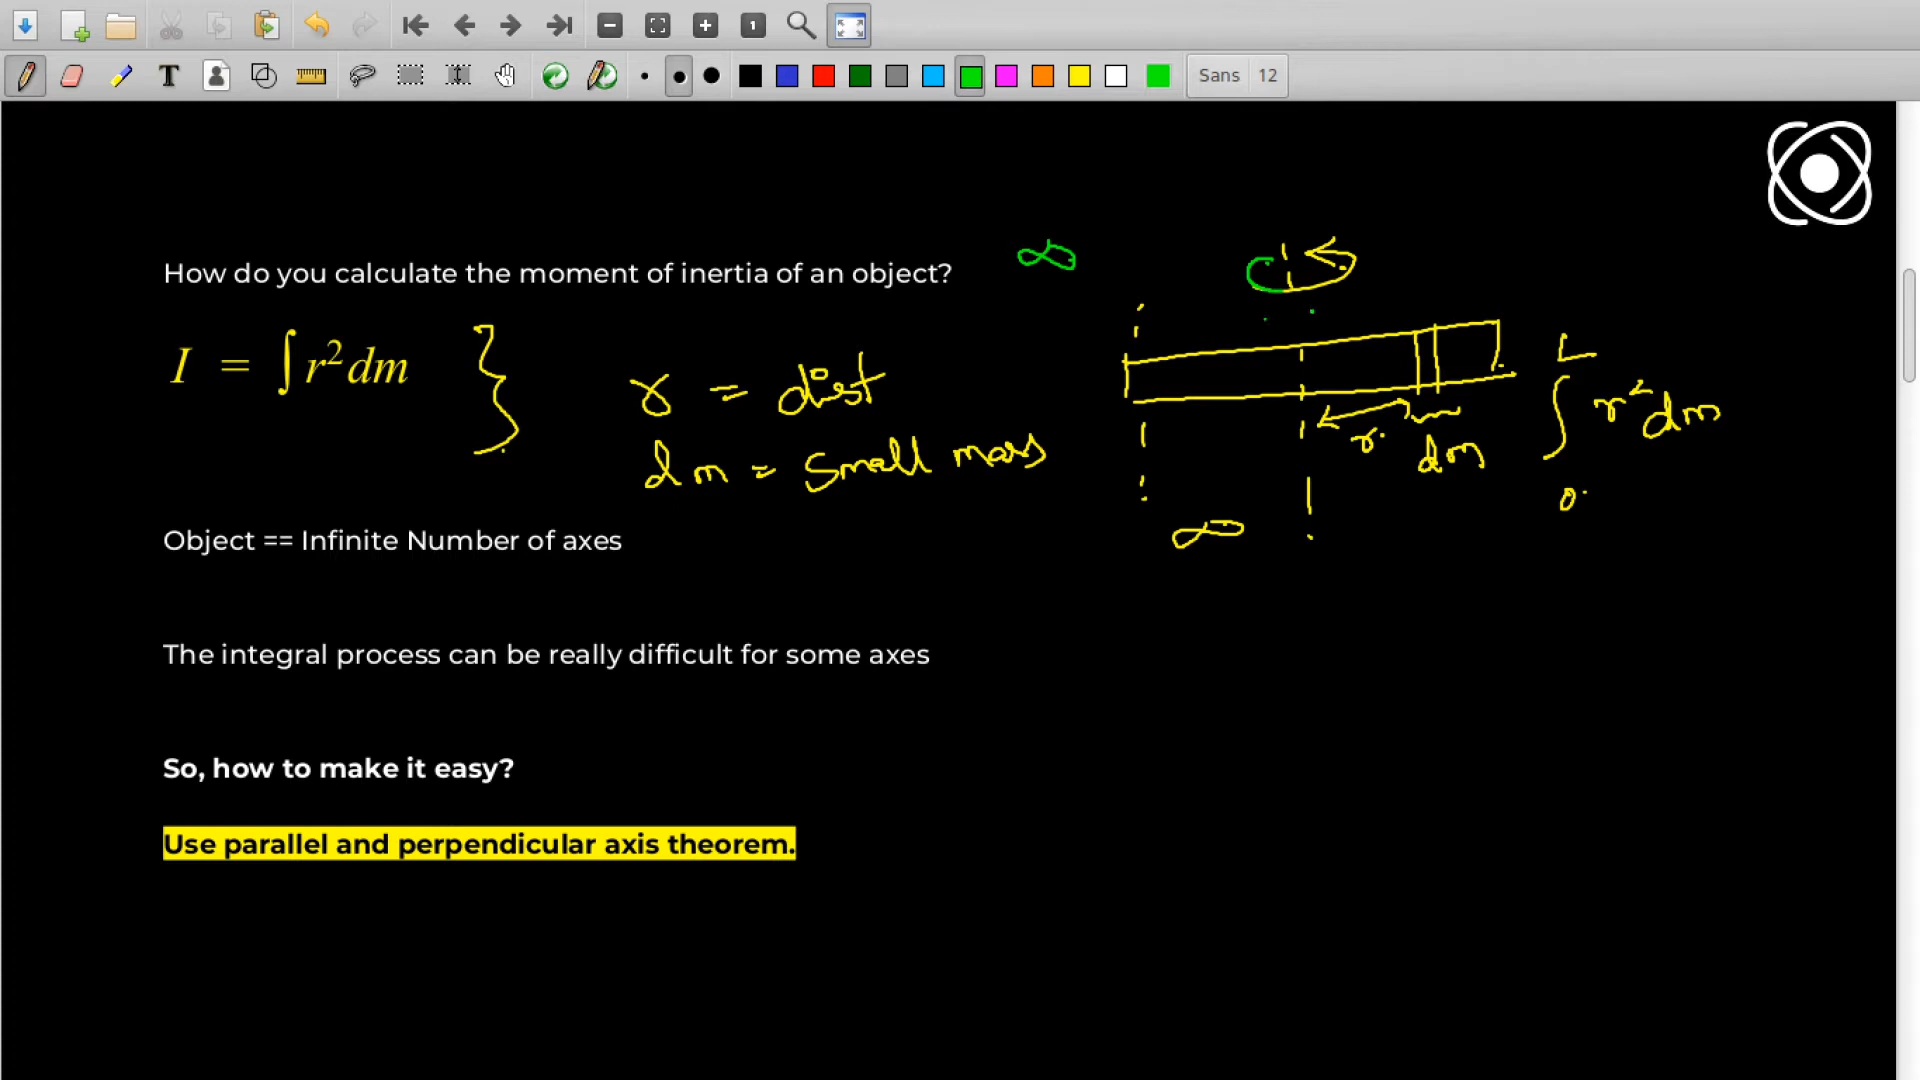 Sans 12
∞
How do you calculate the moment of inertia of an object?
I = ∫ r² dm
r = dist
dm = Small mass
r
dm
L
∫ r² dm
0
∞
Object == Infinite Number of axes
The integral process can be really difficult for some axes
So, how to make it easy?
Use parallel and perpendicular axis theorem.